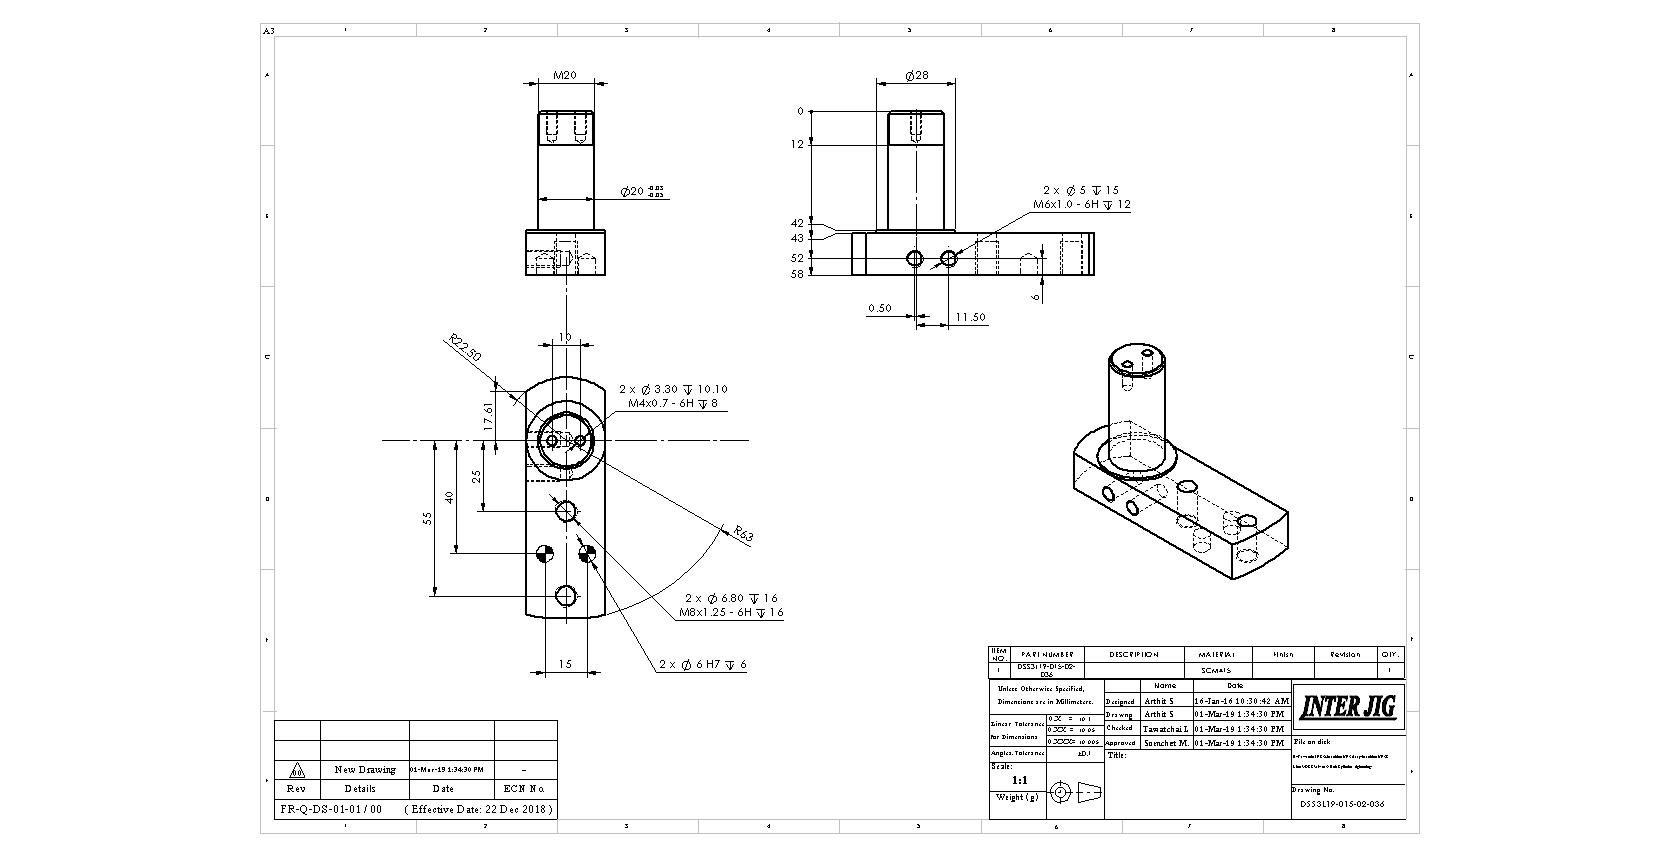 A3
1 2 3 4 5 6 7 8
M20
Ø20 -0.03
-0.05
Ø28
0
12
42
43
52
58
2 x Ø 5 ↧ 15
M6x1.0 - 6H ↧ 12
6
0.50
11.50
R22.50
10
17.61
2 x Ø 3.30 ↧ 10.10
M4x0.7 - 6H ↧ 8
25
40
55
R63
2 x Ø 6.80 ↧ 16
M8x1.25 - 6H ↧ 16
15
2 x Ø 6 H7 ↧ 6
ITEM NO. PART NUMBER DESCRIPTION MATERIAL Finish Revision QTY.
1 DSS3L19-015-02-036 SCM415 1
Unless Otherwise Specified,
Dimensions are in Millimeters.
Linear Tolerance
for Dimensions
0.X = ±0.1
0.XX = ±0.05
0.XXX= ±0.005
Angles Tolerance ±0.1
Scale:
1:1
Weight (g)
Name Date
Designed Arthit S 16-Jan-16 10:30:42 AM
Drawing Arthit S 01-Mar-19 1:34:30 PM
Checked Tawatchai L 01-Mar-19 1:34:30 PM
Approved Somchet M. 01-Mar-19 1:34:30 PM
Title:
INTER JIG
File on disk
Drawing No.
DSS3L19-015-02-036
00 New Drawing 01-Mar-19 1:34:30 PM -
Rev Details Date ECN No.
FR-Q-DS-01-01 / 00 ( Effective Date: 22 Dec 2018 )
1 2 3 4 5 6 7 8